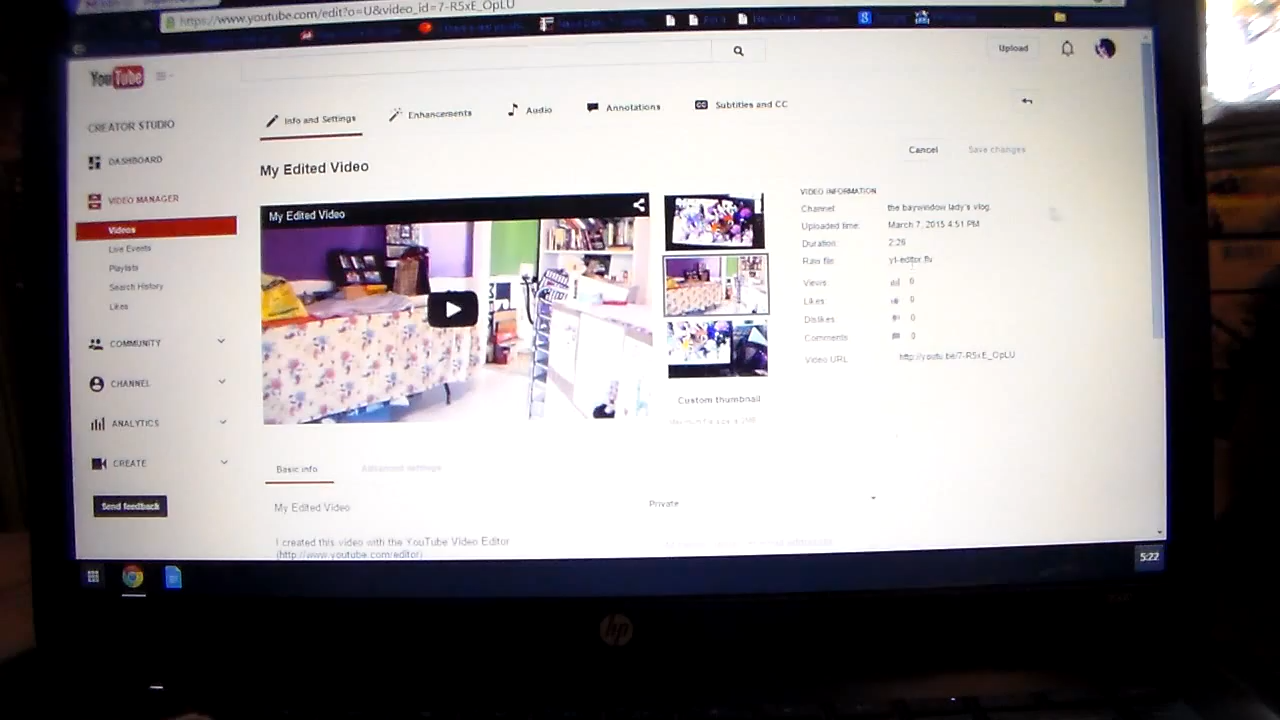 https://www.youtube.com/edit?o=U&video_id=7-R5xE_OpLU
YouTube
Upload
Info and Settings
Enhancements
Audio
Annotations
CC Subtitles and CC
CREATOR STUDIO
DASHBOARD
VIDEO MANAGER
Videos
Live Events
Playlists
Search History
Likes
COMMUNITY
CHANNEL
ANALYTICS
CREATE
Send feedback
My Edited Video
Cancel
Save changes
My Edited Video
VIDEO INFORMATION
Channel: the baywindow lady's vlog.
Uploaded time: March 7, 2015 4:51 PM
Duration: 2:26
Raw file: yt-editor.flv
Views 0
Likes 0
Dislikes 0
Comments 0
Video URL http://youtu.be/7-R5xE_OpLU
Custom thumbnail
Basic info
Advanced settings
My Edited Video
Private
I created this video with the YouTube Video Editor
(http://www.youtube.com/editor)
5:22
hp